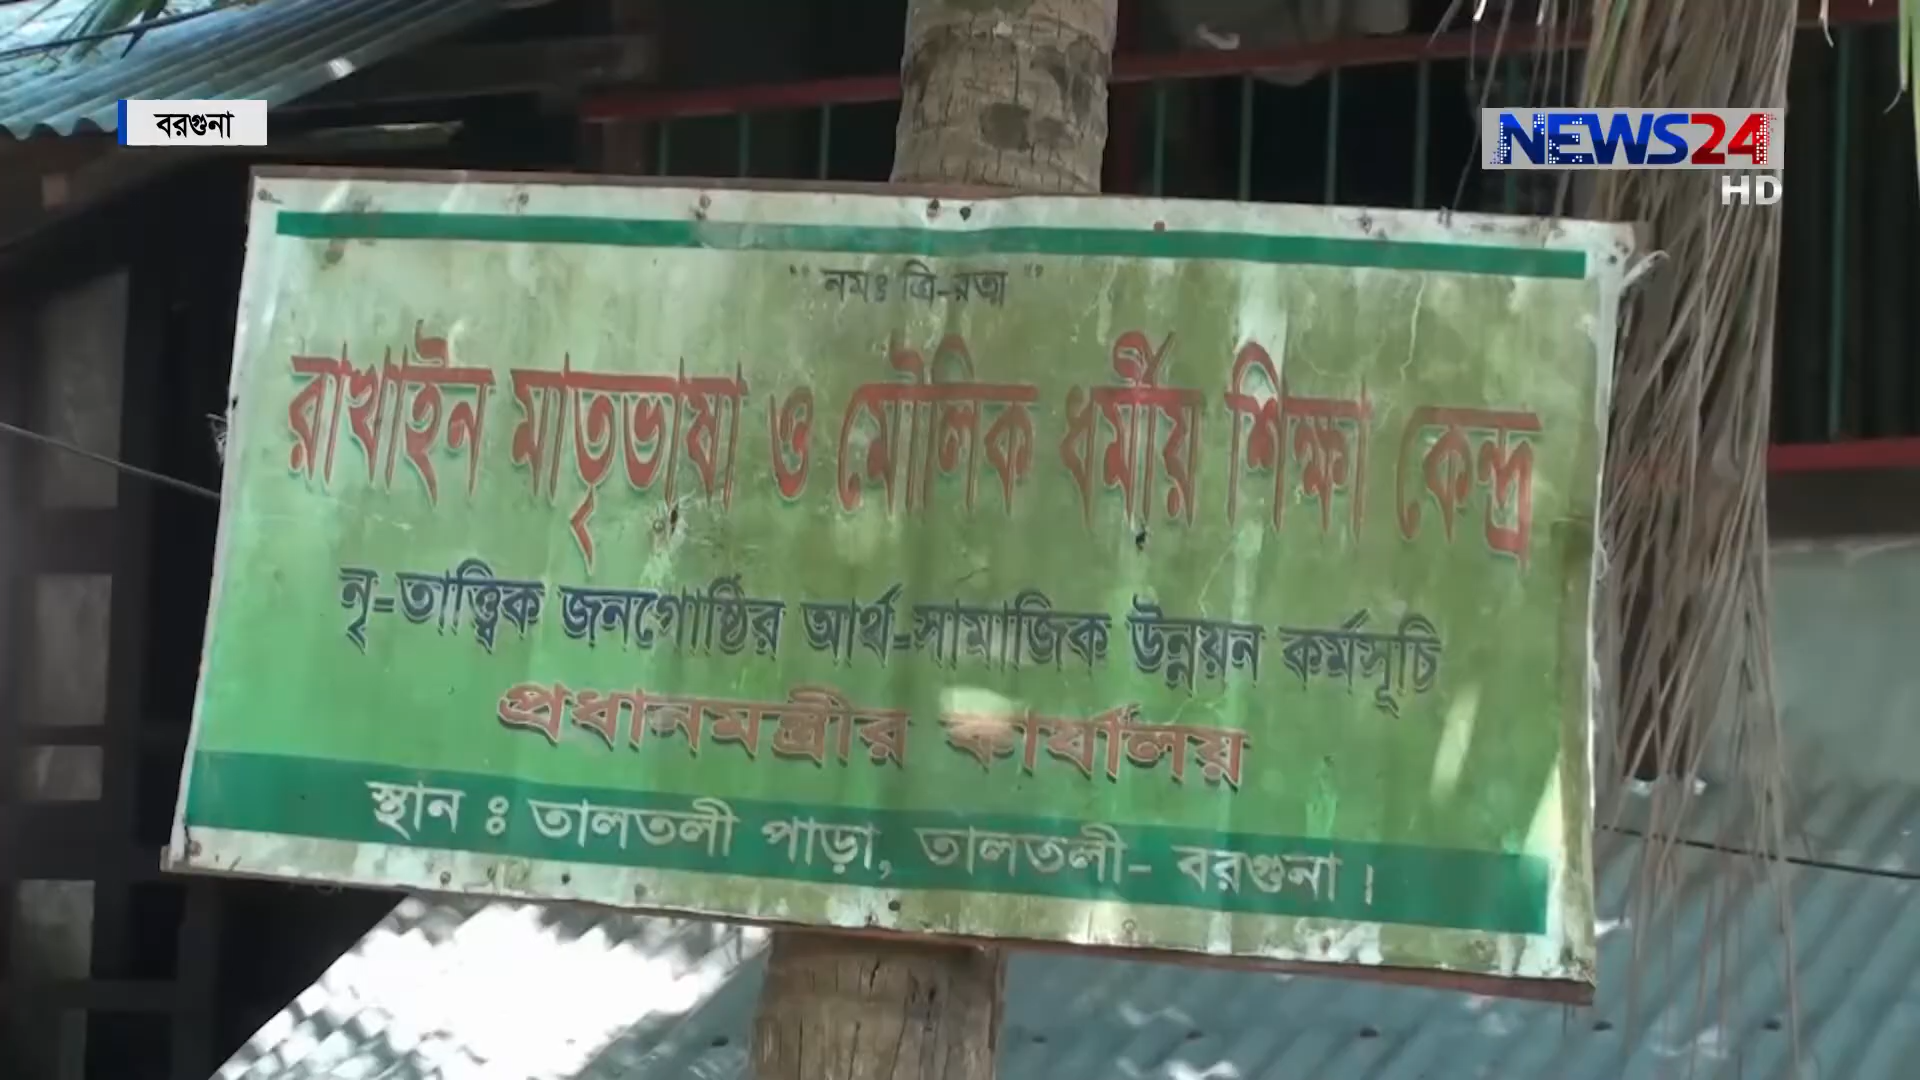 বরগুনা
NEWS24
HD
" নমঃ ত্রি-রত্ন "
রাখাইন মাতৃভাষা ও মৌলিক ধর্মীয় শিক্ষা কেন্দ্র
নৃ-তাত্ত্বিক জনগোষ্ঠির আর্থ-সামাজিক উন্নয়ন কর্মসূচি
প্রধানমন্ত্রীর কার্যালয়
স্থান ঃ তালতলী পাড়া, তালতলী- বরগুনা।